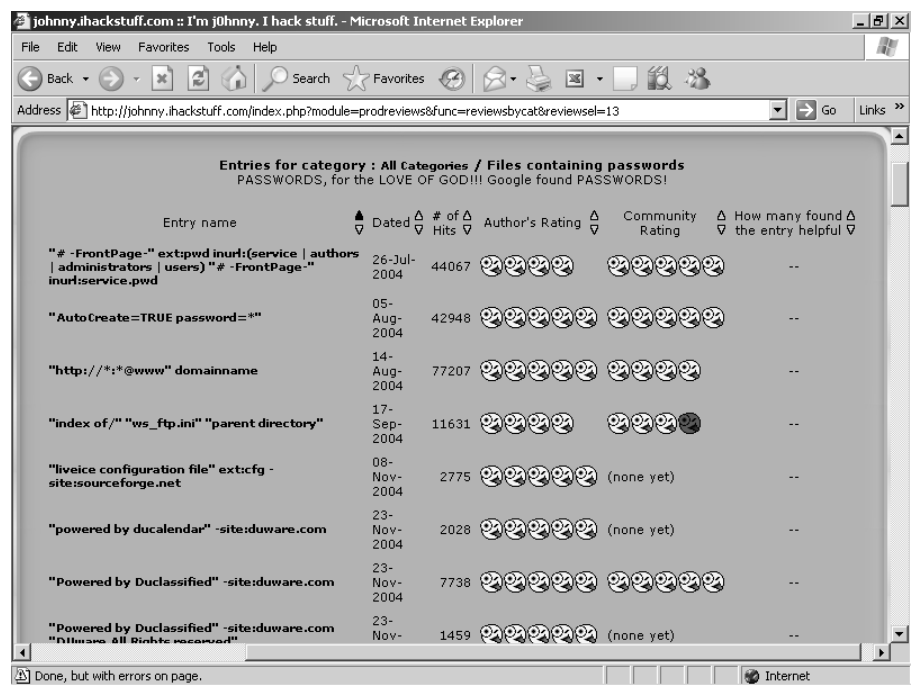 johnny.ihackstuff.com :: I'm j0hnny. I hack stuff. - Microsoft Internet Explorer
File Edit View Favorites Tools Help
Back Search Favorites
Address http://johnny.ihackstuff.com/index.php?module=prodreviews&func=reviewsbycat&reviewsel=13 Go Links »
Entries for category : All Categories / Files containing passwords
PASSWORDS, for the LOVE OF GOD!!! Google found PASSWORDS!
Entry name Dated # of Hits Author's Rating Community Rating How many found the entry helpful
"# -FrontPage-" ext:pwd inurl:(service | authors
| administrators | users) "# -FrontPage-"
inurl:service.pwd
26-Jul-
2004
44067 --
"AutoCreate=TRUE password=*"
05-
Aug-
2004
42948 --
"http://*:*@www" domainname
14-
Aug-
2004
77207 --
"index of/" "ws_ftp.ini" "parent directory"
17-
Sep-
2004
11631 --
"liveice configuration file" ext:cfg -
site:sourceforge.net
08-
Nov-
2004
2775 (none yet) --
"powered by ducalendar" -site:duware.com
23-
Nov-
2004
2028 (none yet) --
"Powered by Duclassified" -site:duware.com
23-
Nov-
2004
7738 --
"Powered by Duclassified" -site:duware.com
"DUware All Rights reserved"
23-
Nov-
1459 (none yet) --
Done, but with errors on page. Internet